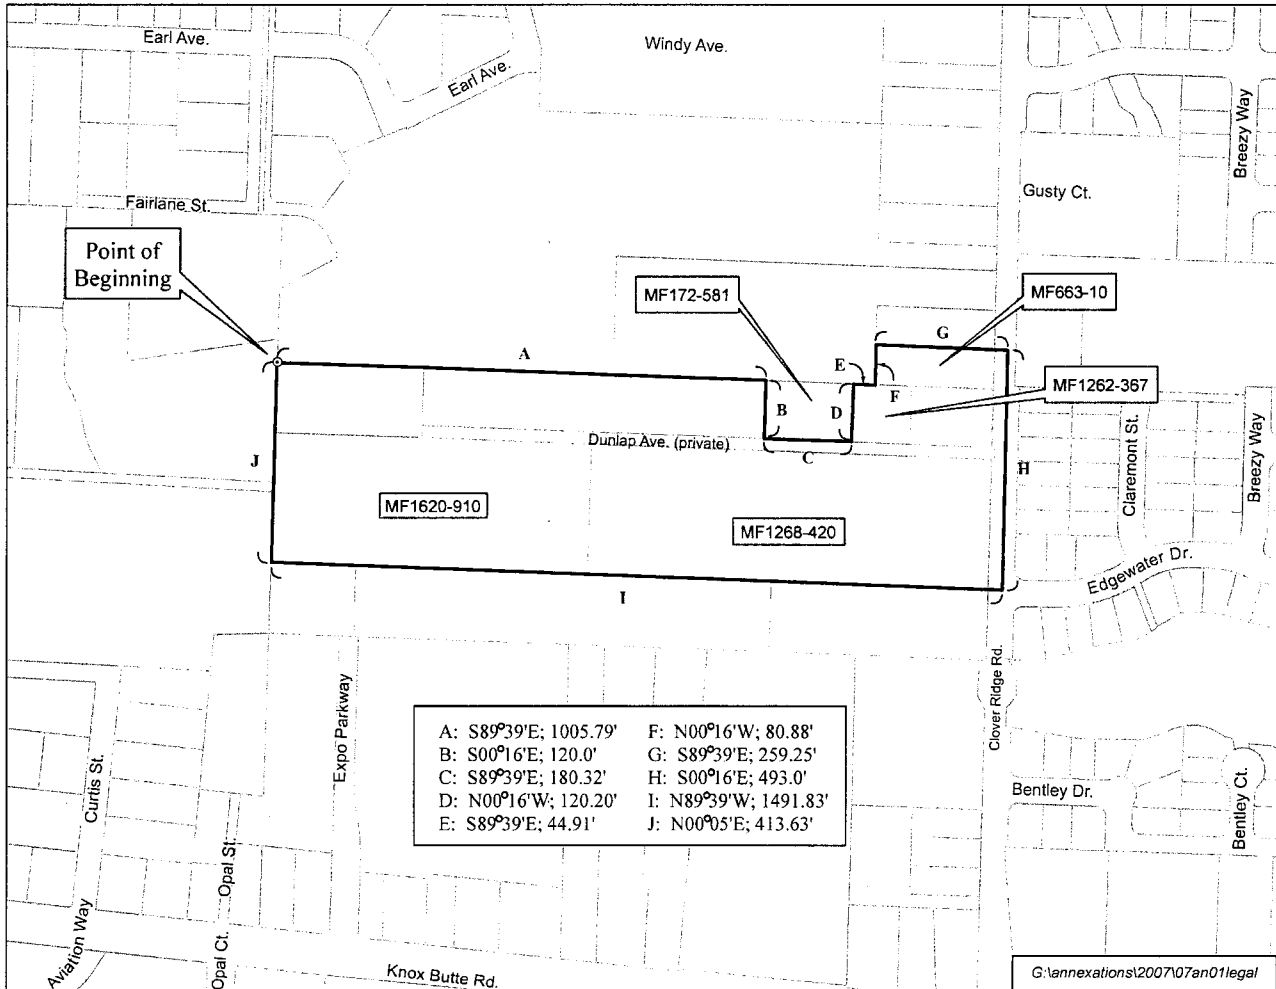 Earl Ave.
Windy Ave.
Earl Ave.
Breezy Way
Gusty Ct.
Fairlane St.
Point of
Beginning
MF172-581
MF663-10
G
A
E
F
MF1262-367
B
D
Dunlap Ave. (private)
C
J
H
Claremont St.
Breezy Way
MF1620-910
MF1268-420
Edgewater Dr.
I
Clover Ridge Rd.
Expo Parkway
A: S89°39'E; 1005.79'
B: S00°16'E; 120.0'
C: S89°39'E; 180.32'
D: N00°16'W; 120.20'
E: S89°39'E; 44.91'
F: N00°16'W; 80.88'
G: S89°39'E; 259.25'
H: S00°16'E; 493.0'
I: N89°39'W; 1491.83'
J: N00°05'E; 413.63'
Curtis St.
Bentley Dr.
Bentley Ct.
Opal St.
Aviation Way
Opal Ct.
Knox Butte Rd.
G:\annexations\2007\07an01legal